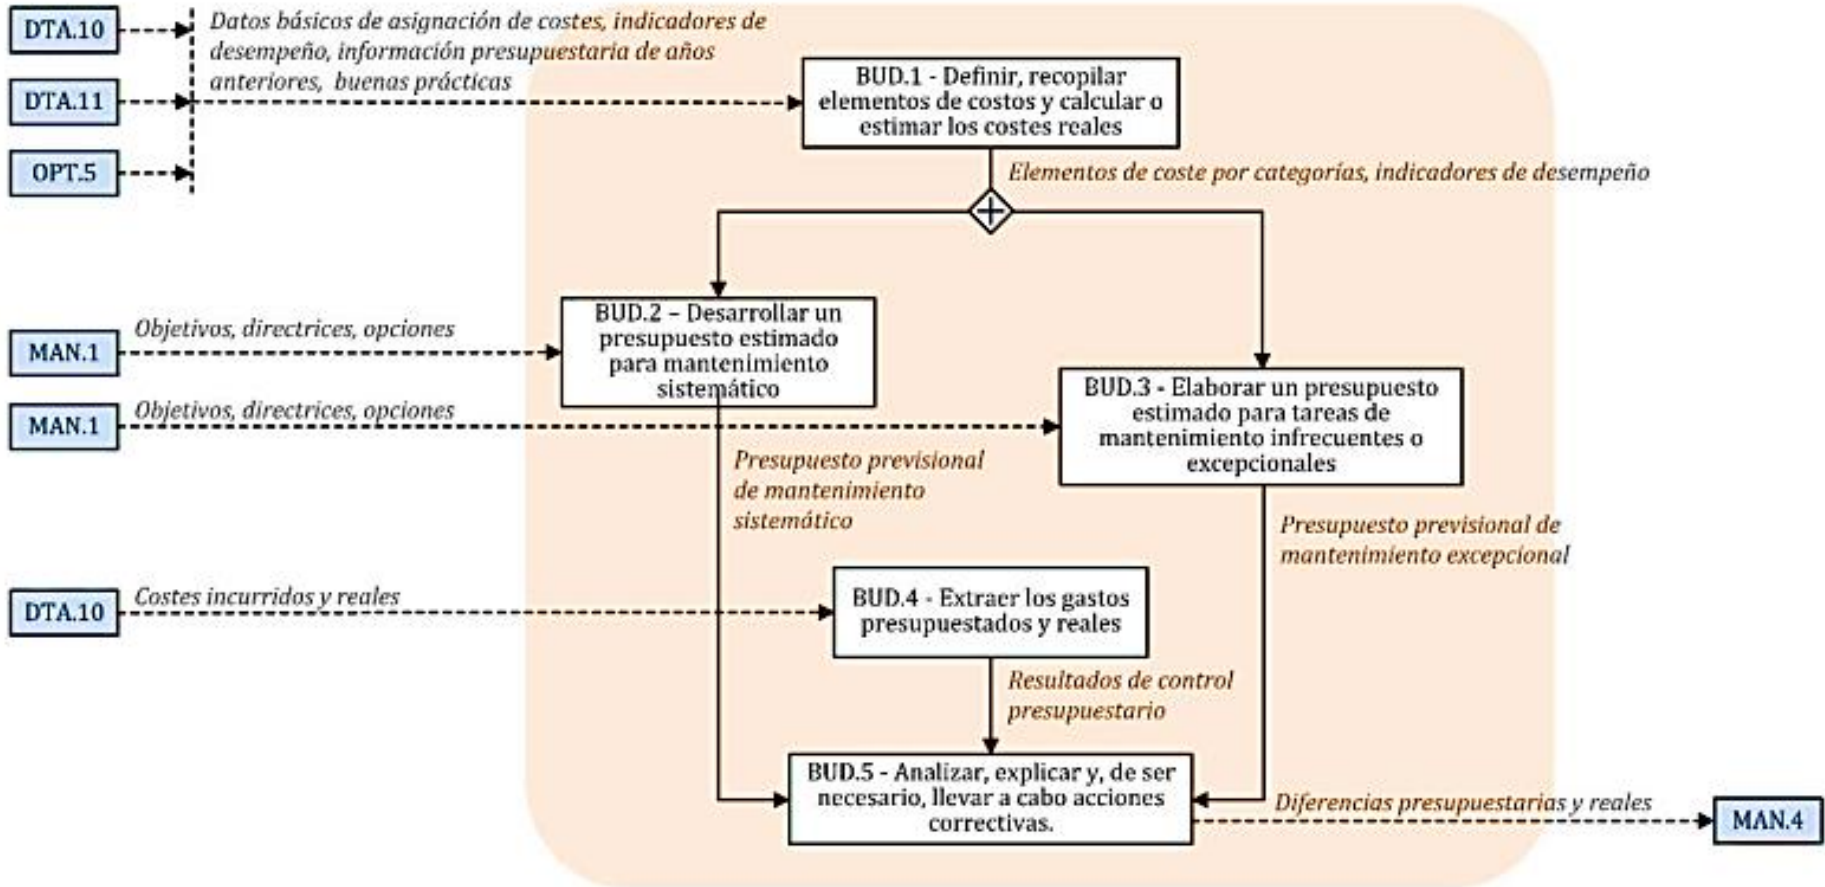 DTA.10
Datos básicos de asignación de costes, indicadores de
desempeño, información presupuestaria de años
anteriores, buenas prácticas
DTA.11
OPT.5
BUD.1 - Definir, recopilar
elementos de costos y calcular o
estimar los costes reales
Elementos de coste por categorías, indicadores de desempeño
MAN.1
Objetivos, directrices, opciones
BUD.2 – Desarrollar un
presupuesto estimado
para mantenimiento
sistemático
MAN.1
Objetivos, directrices, opciones
BUD.3 - Elaborar un presupuesto
estimado para tareas de
mantenimiento infrecuentes o
excepcionales
Presupuesto previsional
de mantenimiento
sistemático
Presupuesto previsional de
mantenimiento excepcional
DTA.10
Costes incurridos y reales
BUD.4 - Extraer los gastos
presupuestados y reales
Resultados de control
presupuestario
BUD.5 - Analizar, explicar y, de ser
necesario, llevar a cabo acciones
correctivas.
Diferencias presupuestarias y reales
MAN.4